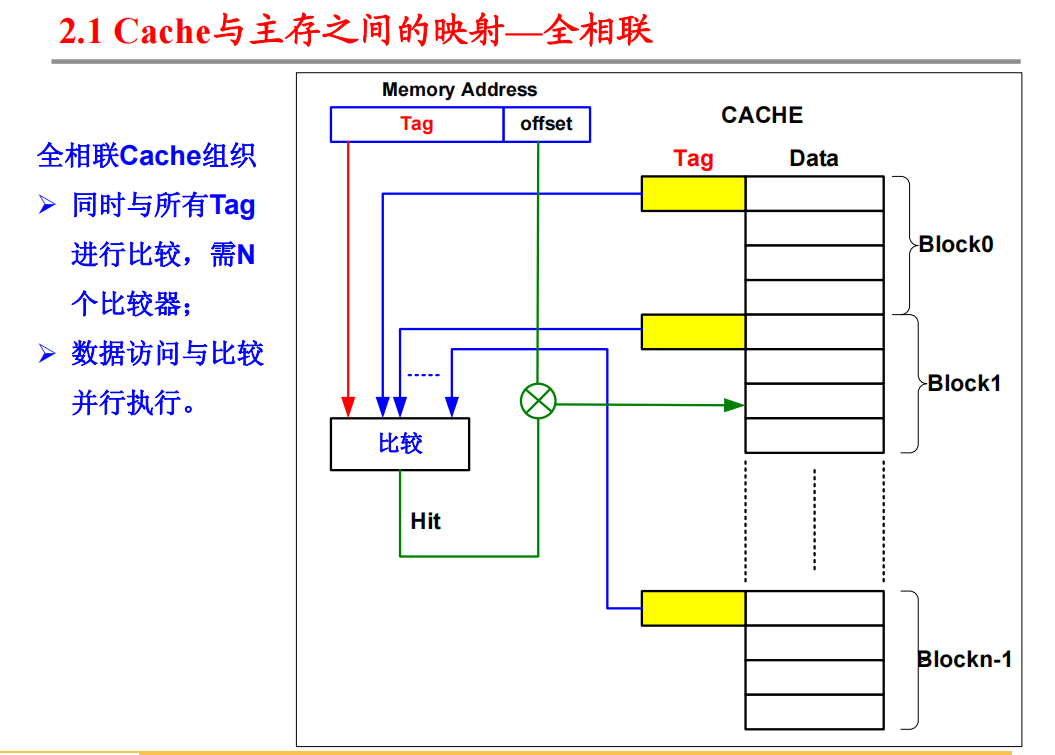 2.1 Cache与主存之间的映射—全相联
全相联Cache组织
➢ 同时与所有Tag
进行比较，需N
个比较器；
➢ 数据访问与比较
并行执行。
Memory Address
Tag offset
CACHE
Tag Data
Block0
Block1
比较
Hit
Blockn-1